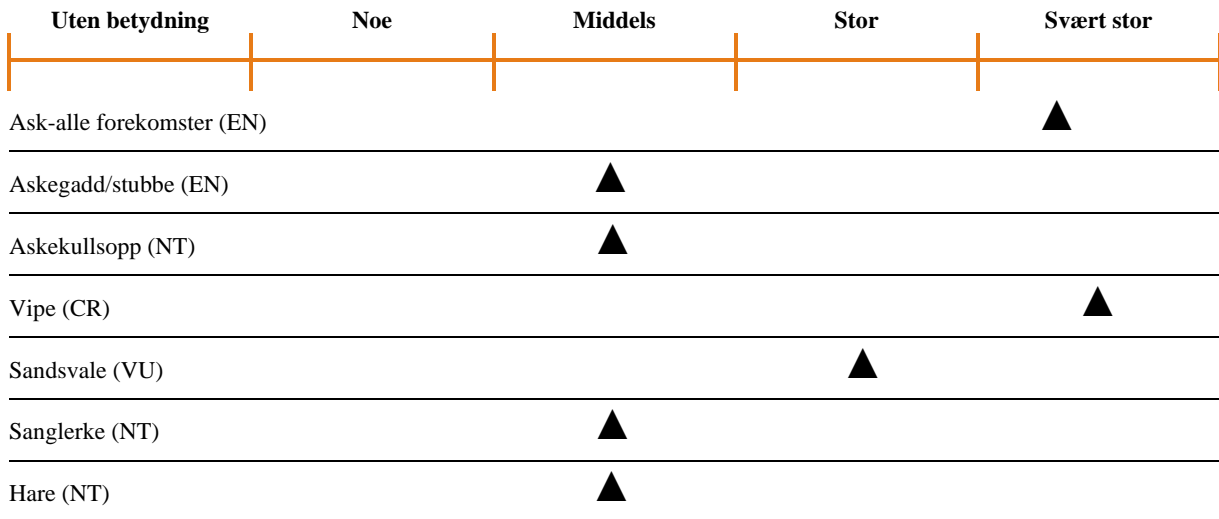 Uten betydning Noe Middels Stor Svært stor
Ask-alle forekomster (EN)
Askegadd/stubbe (EN)
Askekullsopp (NT)
Vipe (CR)
Sandsvale (VU)
Sanglerke (NT)
Hare (NT)